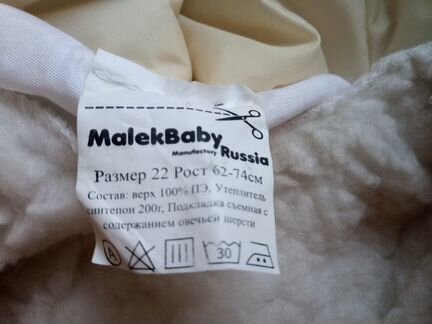 MalekBaby
Manufactory Russia
Размер 22 Рост 62-74см
Состав: верх 100% ПЭ, Утеплитель
синтепон 200г, Подкладка съемная с
содержанием овечьей шерсти
A 30